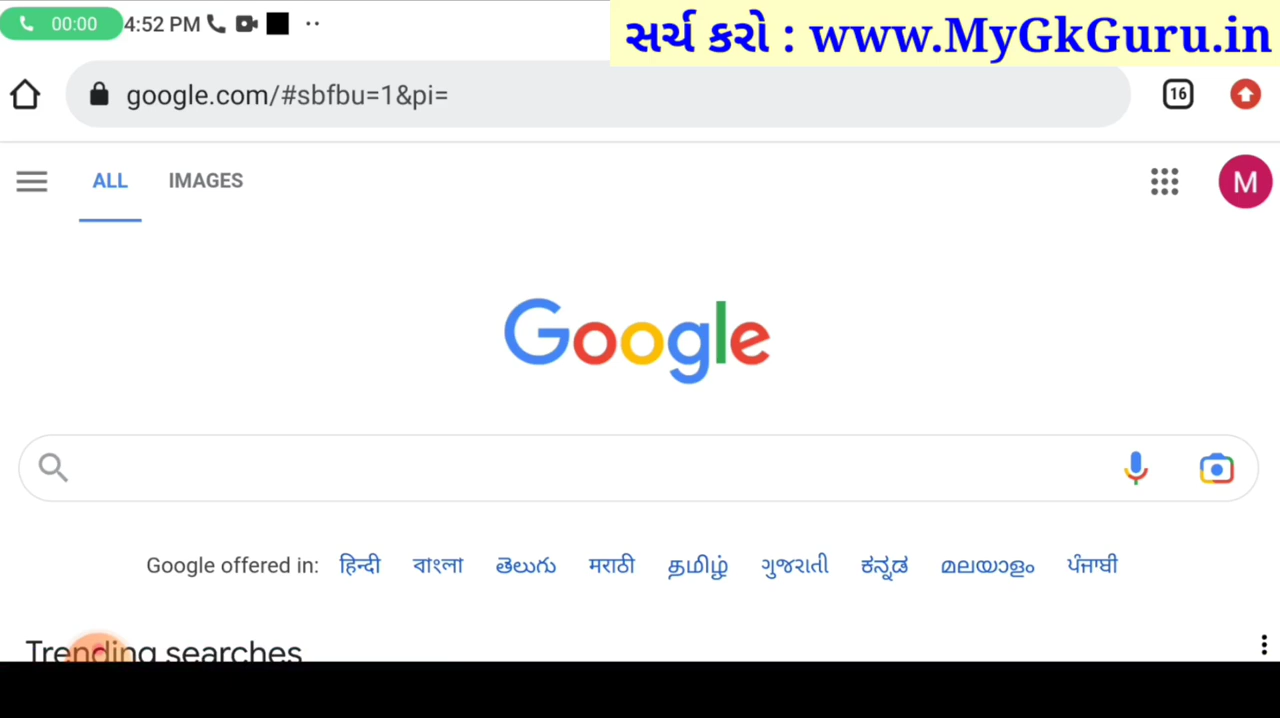 00:00 4:52 PM
સર્ચ કરો : www.MyGkGuru.in
google.com/#sbfbu=1&pi=
16
ALL IMAGES
M
Google
Google offered in: हिन्दी বাংলা తెలుగు मराठी தமிழ் ગુજરાતી ಕನ್ನಡ മലയാളം ਪੰਜਾਬੀ
Trending searches